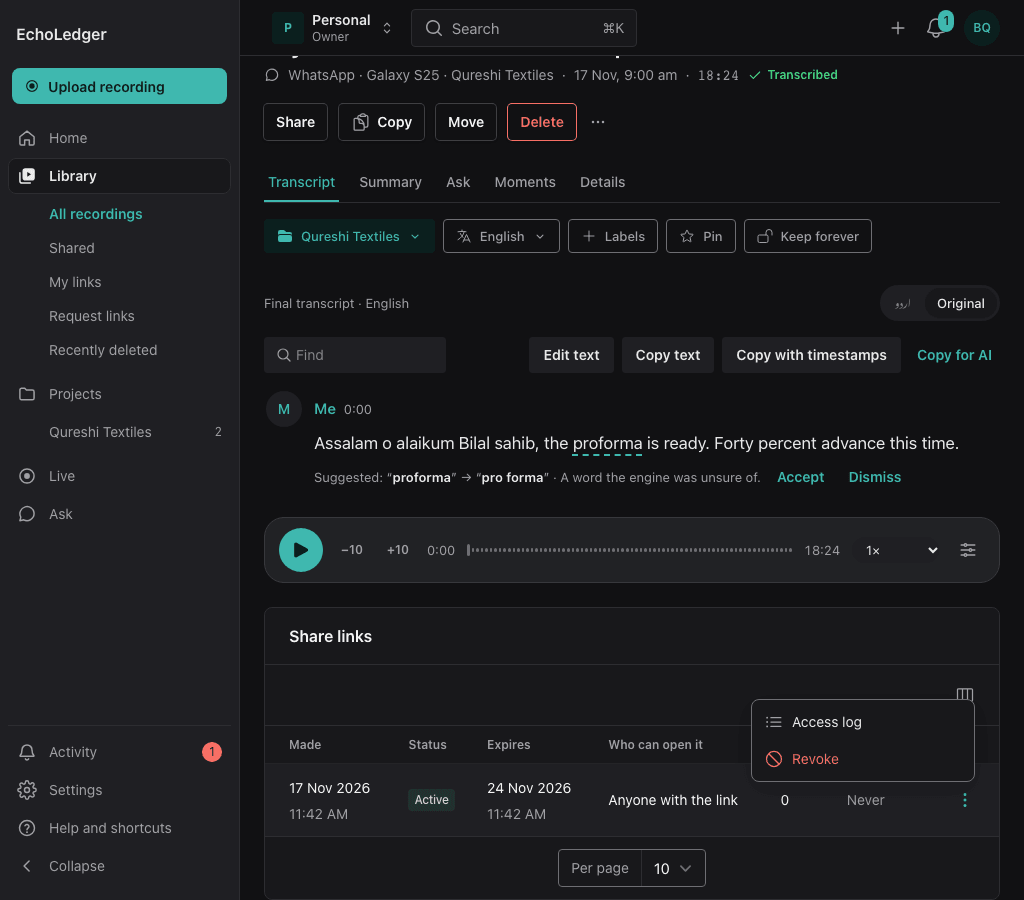 EchoLedger
Upload recording
Home
Library
All recordings
Shared
My links
Request links
Recently deleted
Projects
Qureshi Textiles 2
Live
Ask
Activity 1
Settings
Help and shortcuts
Collapse
P Personal
Owner
Search ⌘K
1
BQ
WhatsApp · Galaxy S25 · Qureshi Textiles · 17 Nov, 9:00 am · 18:24 Transcribed
Share Copy Move Delete ···
Transcript Summary Ask Moments Details
Qureshi Textiles English Labels Pin Keep forever
Final transcript · English
اردو Original
Find Edit text Copy text Copy with timestamps Copy for AI
M Me 0:00
Assalam o alaikum Bilal sahib, the proforma is ready. Forty percent advance this time.
Suggested: “proforma” → “pro forma” · A word the engine was unsure of. Accept Dismiss
−10 +10 0:00 18:24 1×
Share links
Access log
Revoke
Made Status Expires Who can open it
17 Nov 2026 Active 24 Nov 2026 Anyone with the link 0 Never
11:42 AM 11:42 AM
Per page 10